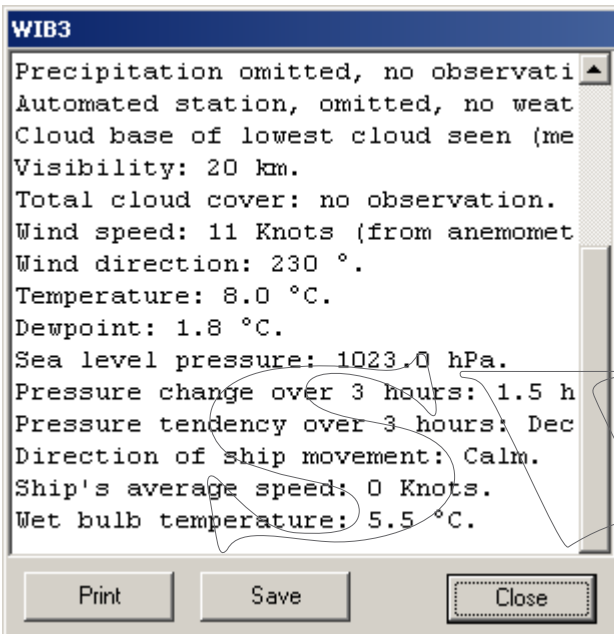 WIB3
Precipitation omitted, no observati
Automated station, omitted, no weat
Cloud base of lowest cloud seen (me
Visibility: 20 km.
Total cloud cover: no observation.
Wind speed: 11 Knots (from anemomet
Wind direction: 230 °.
Temperature: 8.0 °C.
Dewpoint: 1.8 °C.
Sea level pressure: 1023.0 hPa.
Pressure change over 3 hours: 1.5 h
Pressure tendency over 3 hours: Dec
Direction of ship movement: Calm.
Ship's average speed: 0 Knots.
Wet bulb temperature: 5.5 °C.
Print Save Close